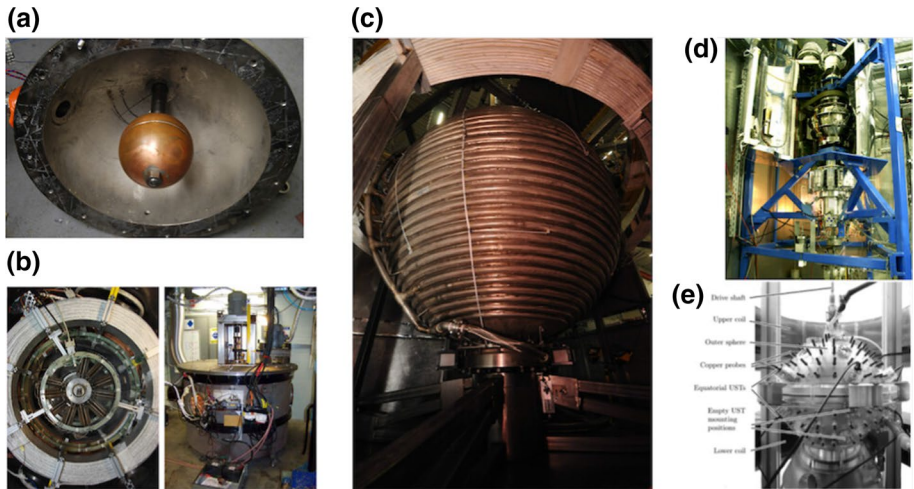 (a)
(b)
(c)
(d)
(e)
Drive shaft
Upper coil
Outer sphere
Copper probes
Equatorial USTs
Empty UST
mounting
positions
Lower coil